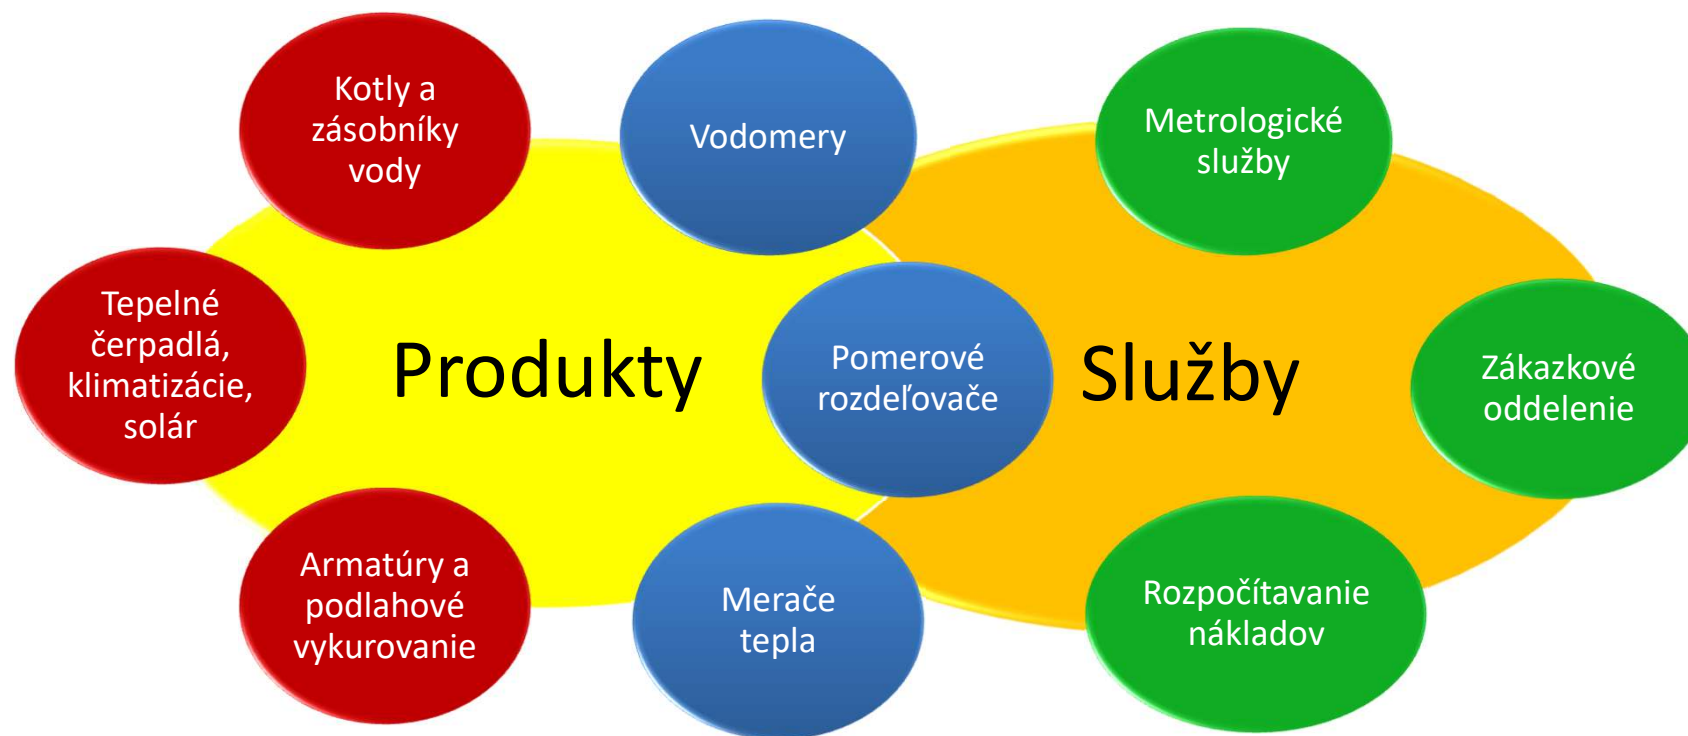 Kotly a
zásobníky
vody
Vodomery
Metrologické
služby
Tepelné
čerpadlá,
klimatizácie,
solár
Produkty
Pomerové
rozdeľovače
Služby
Zákazkové
oddelenie
Armatúry a
podlahové
vykurovanie
Merače
tepla
Rozpočítavanie
nákladov